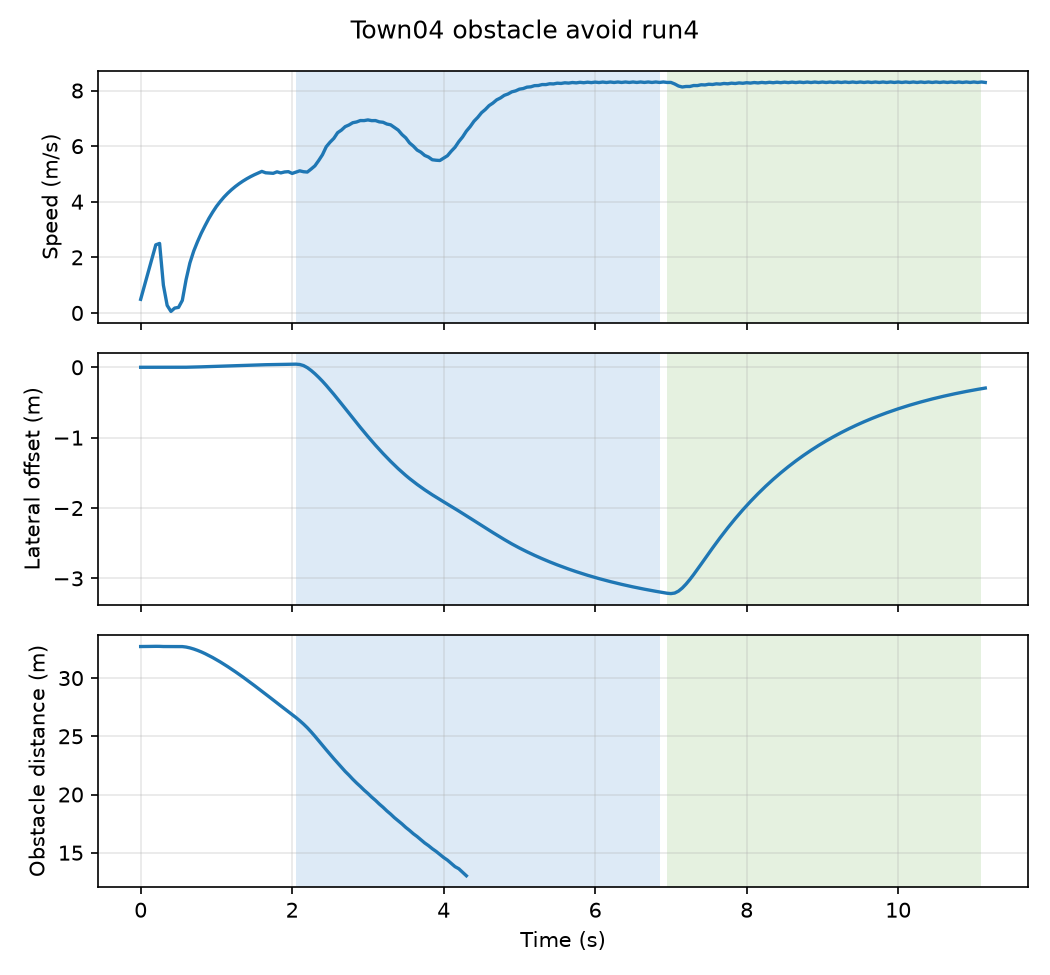 Town04 obstacle avoid run4
8
6
4
2
0
Speed (m/s)
0
−1
−2
−3
Lateral offset (m)
30
25
20
15
Obstacle distance (m)
0 2 4 6 8 10
Time (s)